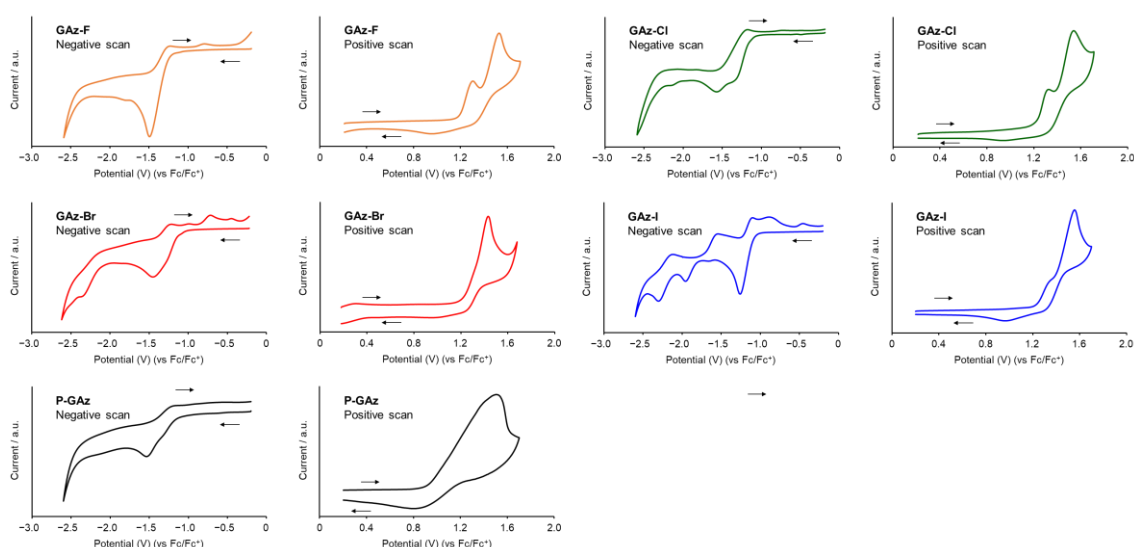 GAz-F
Negative scan
Current / a.u.
−3.0 −2.5 −2.0 −1.5 −1.0 −0.5 0
Potential (V) (vs Fc/Fc⁺)
GAz-F
Positive scan
Current / a.u.
0 0.4 0.8 1.2 1.6 2.0
Potential (V) (vs Fc/Fc⁺)
GAz-Cl
Negative scan
Current / a.u.
−3.0 −2.5 −2.0 −1.5 −1.0 −0.5 0
Potential (V) (vs Fc/Fc⁺)
GAz-Cl
Positive scan
Current / a.u.
0 0.4 0.8 1.2 1.6 2.0
Potential (V) (vs Fc/Fc⁺)
GAz-Br
Negative scan
Current / a.u.
−3.0 −2.5 −2.0 −1.5 −1.0 −0.5 0
Potential (V) (vs Fc/Fc⁺)
GAz-Br
Positive scan
Current / a.u.
0 0.4 0.8 1.2 1.6 2.0
Potential (V) (vs Fc/Fc⁺)
GAz-I
Negative scan
Current / a.u.
−3.0 −2.5 −2.0 −1.5 −1.0 −0.5 0
Potential (V) (vs Fc/Fc⁺)
GAz-I
Positive scan
Current / a.u.
0 0.4 0.8 1.2 1.6 2.0
Potential (V) (vs Fc/Fc⁺)
P-GAz
Negative scan
Current / a.u.
−3.0 −2.5 −2.0 −1.5 −1.0 −0.5 0
Potential (V) (vs Fc/Fc⁺)
P-GAz
Positive scan
Current / a.u.
0 0.4 0.8 1.2 1.6 2.0
Potential (V) (vs Fc/Fc⁺)